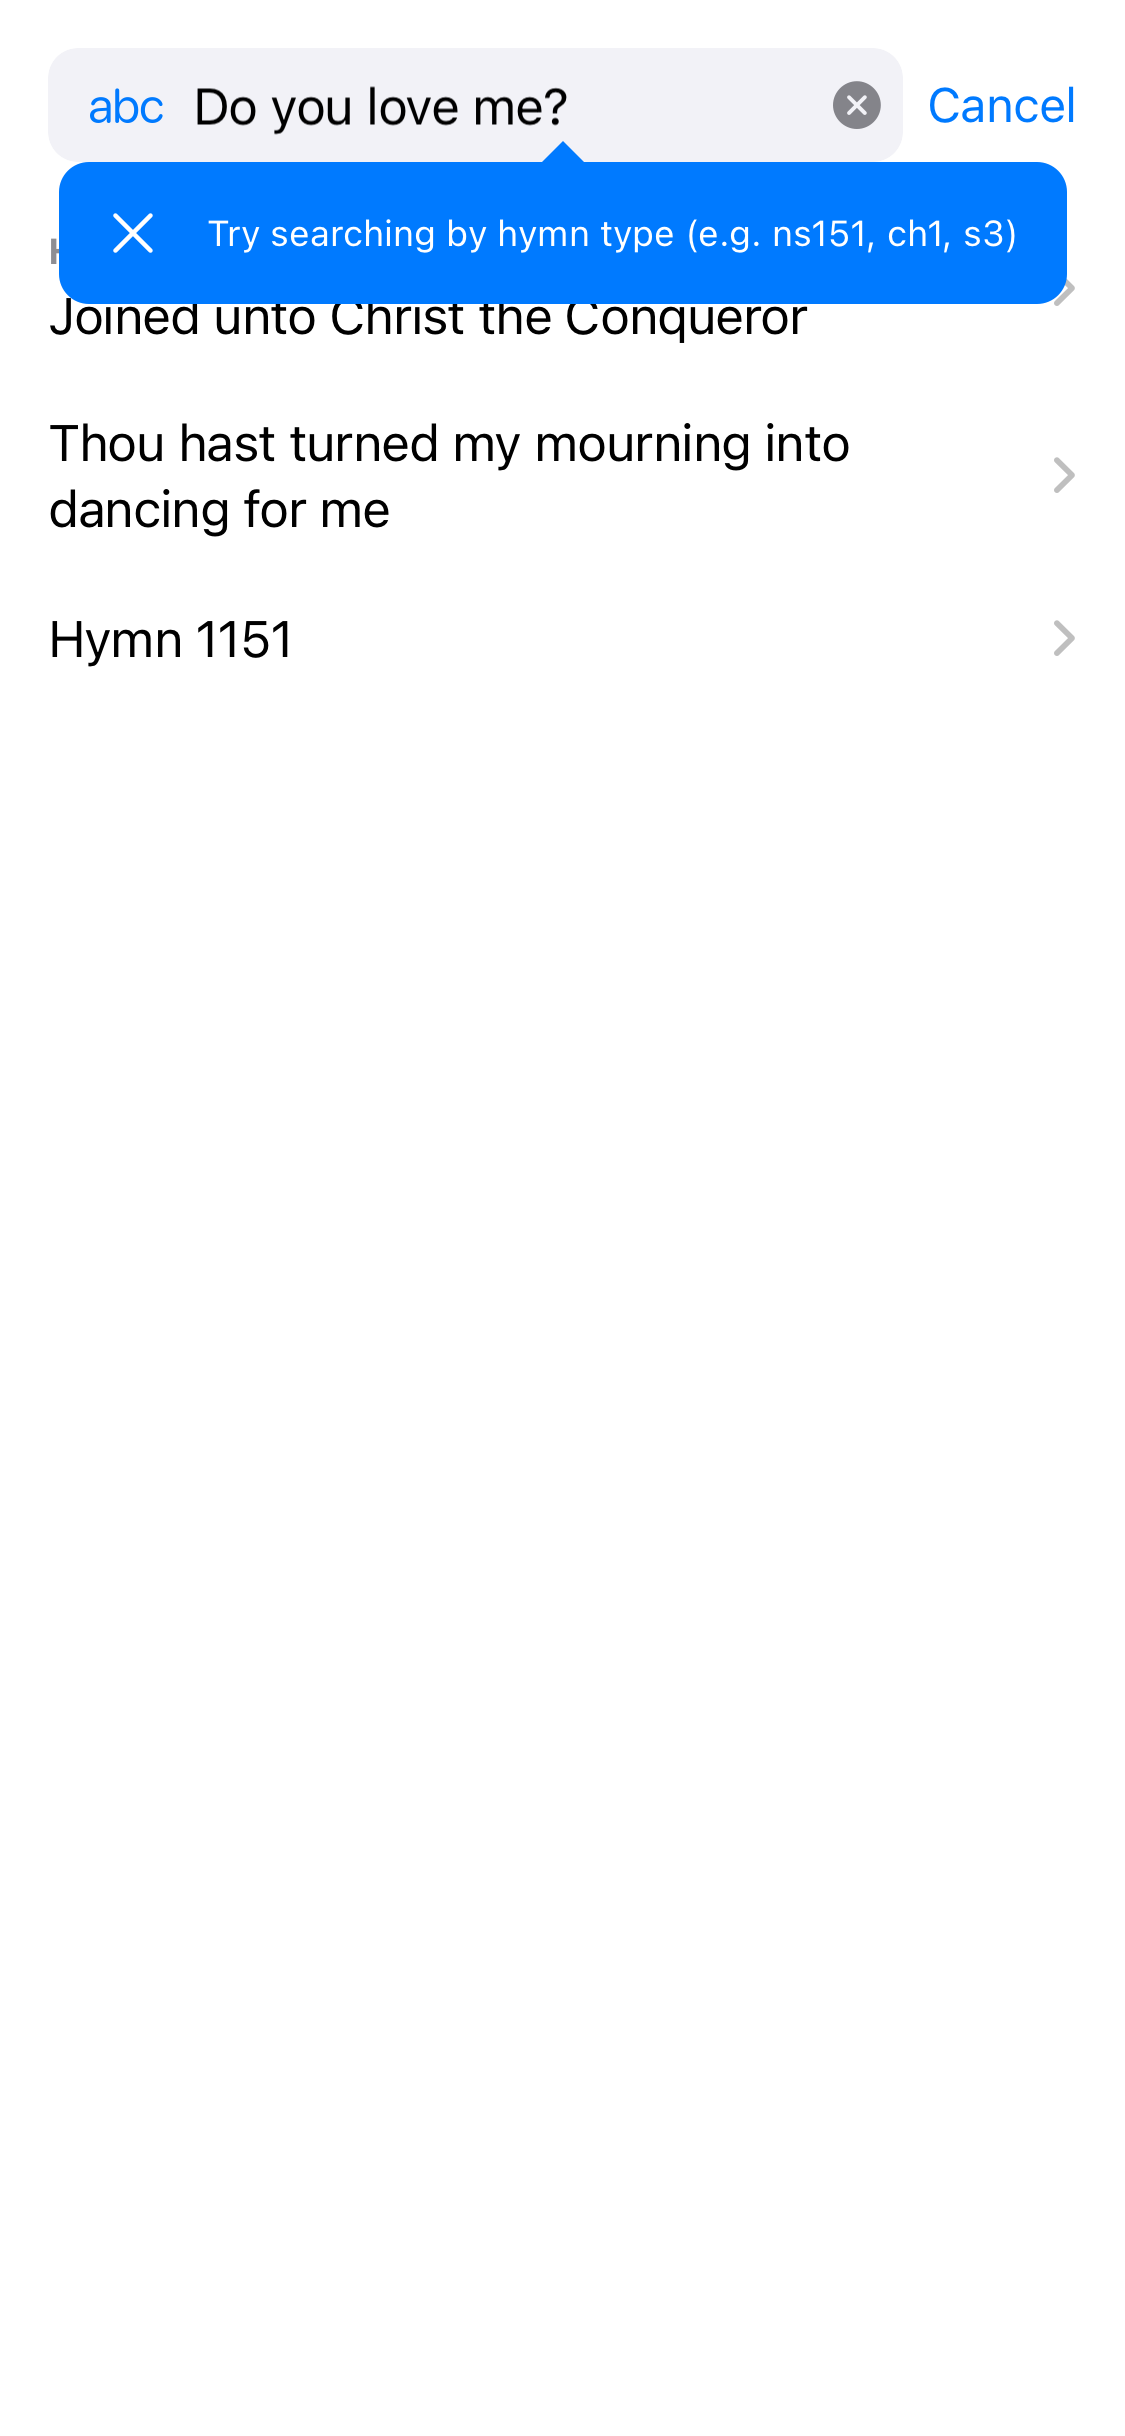 abc Do you love me? Cancel
Try searching by hymn type (e.g. ns151, ch1, s3)
Joined unto Christ the Conqueror
Thou hast turned my mourning into
dancing for me
Hymn 1151